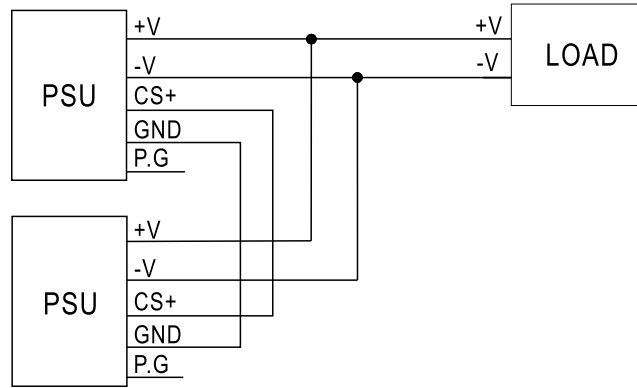 +V
-V
PSU
CS+
GND
P.G
+V
-V
LOAD
+V
-V
PSU
CS+
GND
P.G